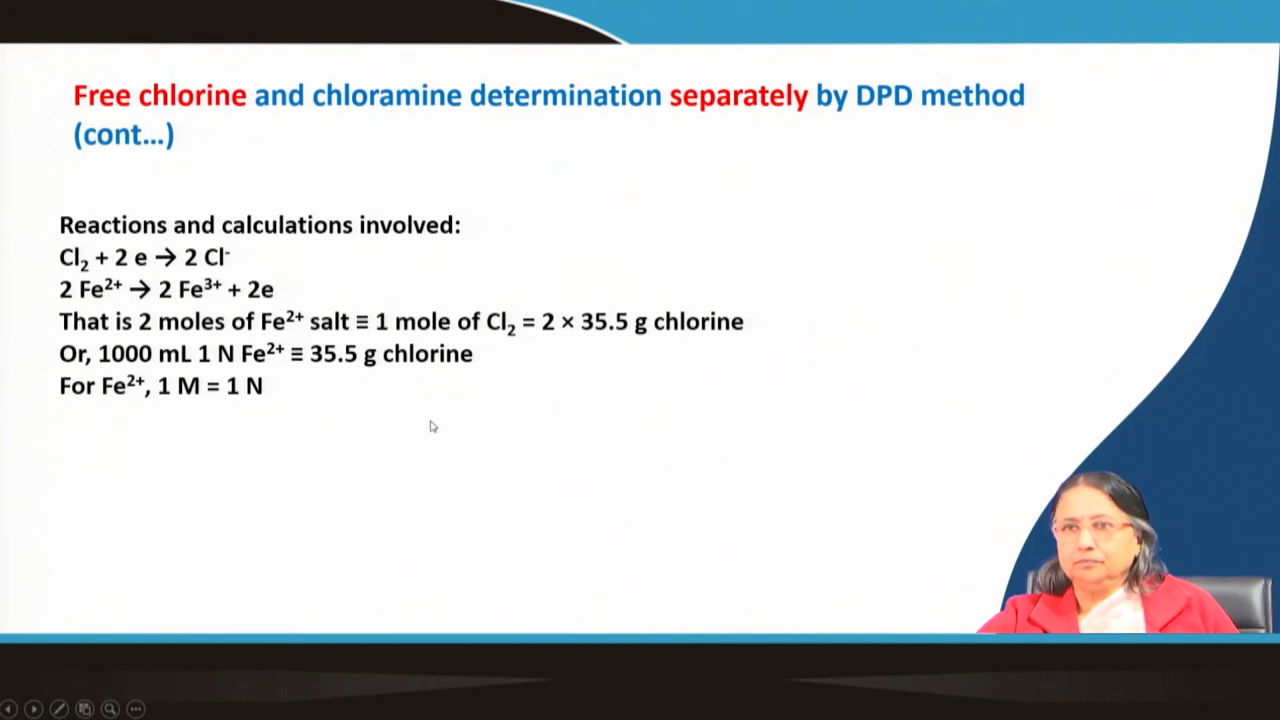 Free chlorine and chloramine determination separately by DPD method
(cont…)
Reactions and calculations involved:
Cl₂ + 2 e → 2 Cl⁻
2 Fe²⁺ → 2 Fe³⁺ + 2e
That is 2 moles of Fe²⁺ salt ≡ 1 mole of Cl₂ = 2 × 35.5 g chlorine
Or, 1000 mL 1 N Fe²⁺ ≡ 35.5 g chlorine
For Fe²⁺, 1 M = 1 N